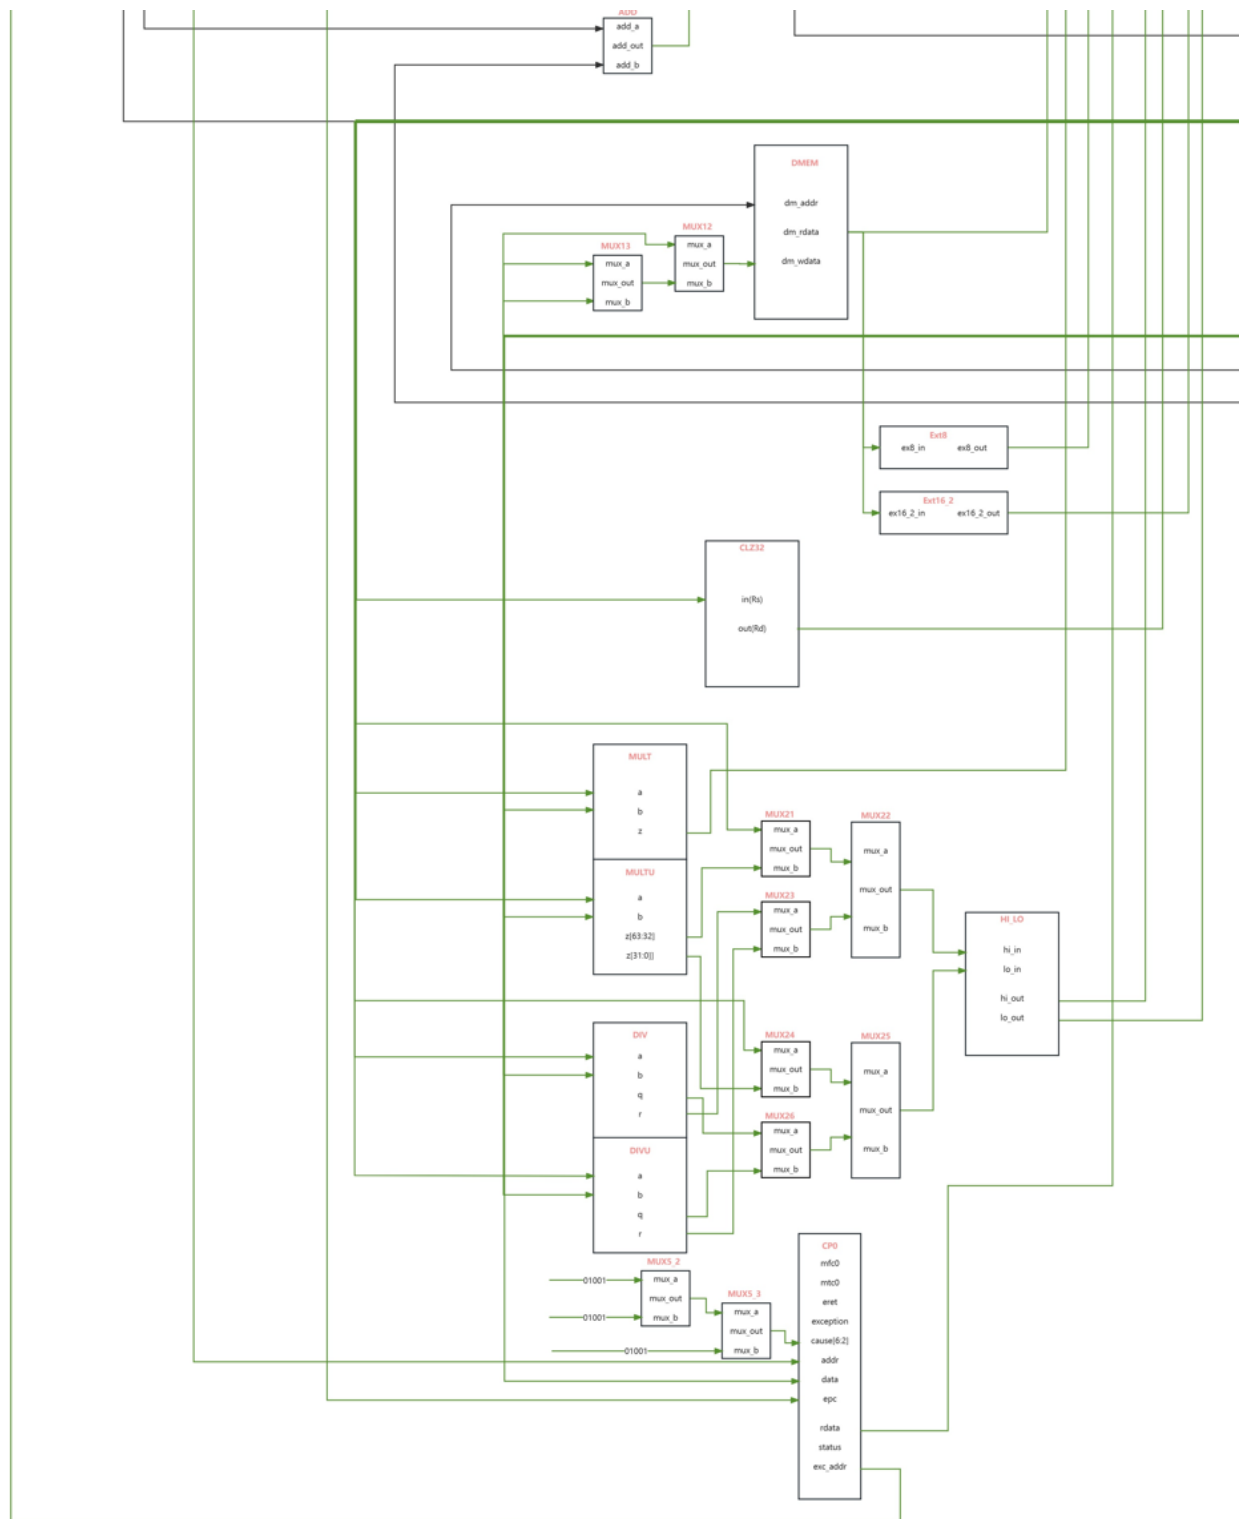 ADD
add_a
add_out
add_b
DMEM
dm_addr
dm_rdata
dm_wdata
MUX12
mux_a
mux_out
mux_b
MUX13
mux_a
mux_out
mux_b
Ext8
ex8_in ex8_out
Ext16_2
ex16_2_in ex16_2_out
CLZ32
in(Rs)
out(Rd)
MULT
a
b
z
MULTU
a
b
z[63:32]
z[31:0]]
MUX21
mux_a
mux_out
mux_b
MUX22
mux_a
mux_out
mux_b
MUX23
mux_a
mux_out
mux_b
HI_LO
hi_in
lo_in
hi_out
lo_out
DIV
a
b
q
r
DIVU
a
b
q
r
MUX24
mux_a
mux_out
mux_b
MUX25
mux_a
mux_out
mux_b
MUX26
mux_a
mux_out
mux_b
MUX5_2
01001 mux_a
mux_out
01001 mux_b
MUX5_3
mux_a
mux_out
01001 mux_b
CP0
mfc0
mtc0
eret
exception
cause[6:2]
addr
data
epc
rdata
status
exc_addr